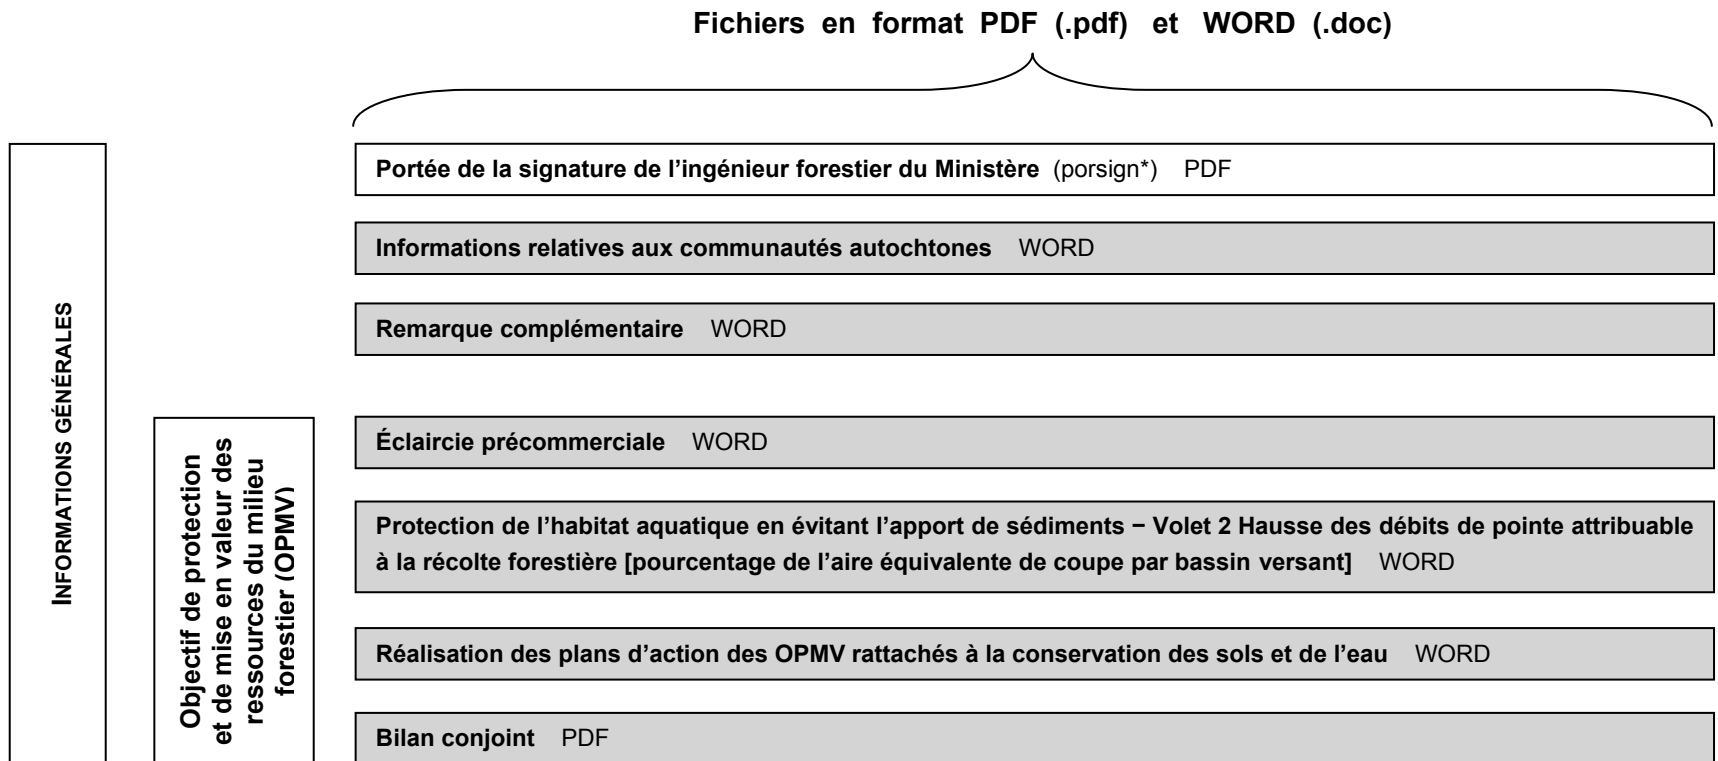 Fichiers en format PDF (.pdf) et WORD (.doc)
Portée de la signature de l’ingénieur forestier du Ministère (porsign*) PDF
Informations relatives aux communautés autochtones WORD
Remarque complémentaire WORD
INFORMATIONS GÉNÉRALES
Objectif de protection
et de mise en valeur des
ressources du milieu
forestier (OPMV)
Éclaircie précommerciale WORD
Protection de l’habitat aquatique en évitant l’apport de sédiments − Volet 2 Hausse des débits de pointe attribuable
à la récolte forestière [pourcentage de l’aire équivalente de coupe par bassin versant] WORD
Réalisation des plans d’action des OPMV rattachés à la conservation des sols et de l’eau WORD
Bilan conjoint PDF